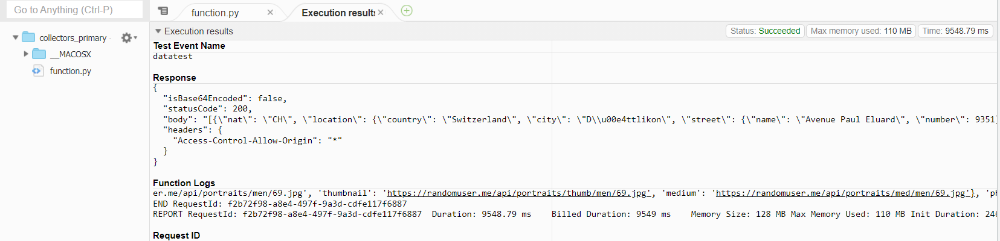 Go to Anything (Ctrl-P)
function.py
Execution results
Execution results
Status: Succeeded
Max memory used: 110 MB
Time: 9548.79 ms
collectors_primary
__MACOSX
function.py
Test Event Name
datatest
Response
{
"isBase64Encoded": false,
"statusCode": 200,
"body": "[{\"nat\": \"CH\", \"location\": {\"country\": \"Switzerland\", \"city\": \"D\\u00e4ttlikon\", \"street\": {\"name\": \"Avenue Paul Eluard\", \"number\": 9351}
"headers": {
"Access-Control-Allow-Origin": "*"
}
}
Function Logs
er.me/api/portraits/men/69.jpg', 'thumbnail': 'https://randomuser.me/api/portraits/thumb/men/69.jpg', 'medium': 'https://randomuser.me/api/portraits/med/men/69.jpg'}, 'ph
END RequestId: f2b72f98-a8e4-497f-9a3d-cdfe117f6887
REPORT RequestId: f2b72f98-a8e4-497f-9a3d-cdfe117f6887 Duration: 9548.79 ms Billed Duration: 9549 ms Memory Size: 128 MB Max Memory Used: 110 MB Init Duration: 246
Request ID